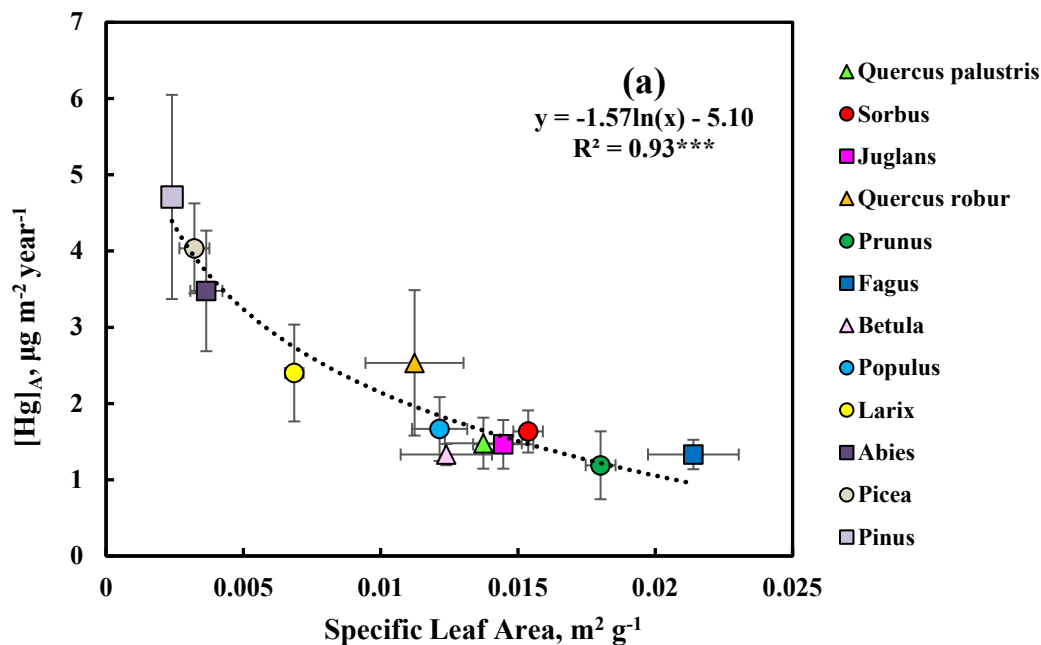 7
6
5
4
3
2
1
0
[Hg]A, µg m-2 year-1
(a)
y = -1.57ln(x) - 5.10
R² = 0.93***
0 0.005 0.01 0.015 0.02 0.025
Specific Leaf Area, m² g-1
Quercus palustris
Sorbus
Juglans
Quercus robur
Prunus
Fagus
Betula
Populus
Larix
Abies
Picea
Pinus